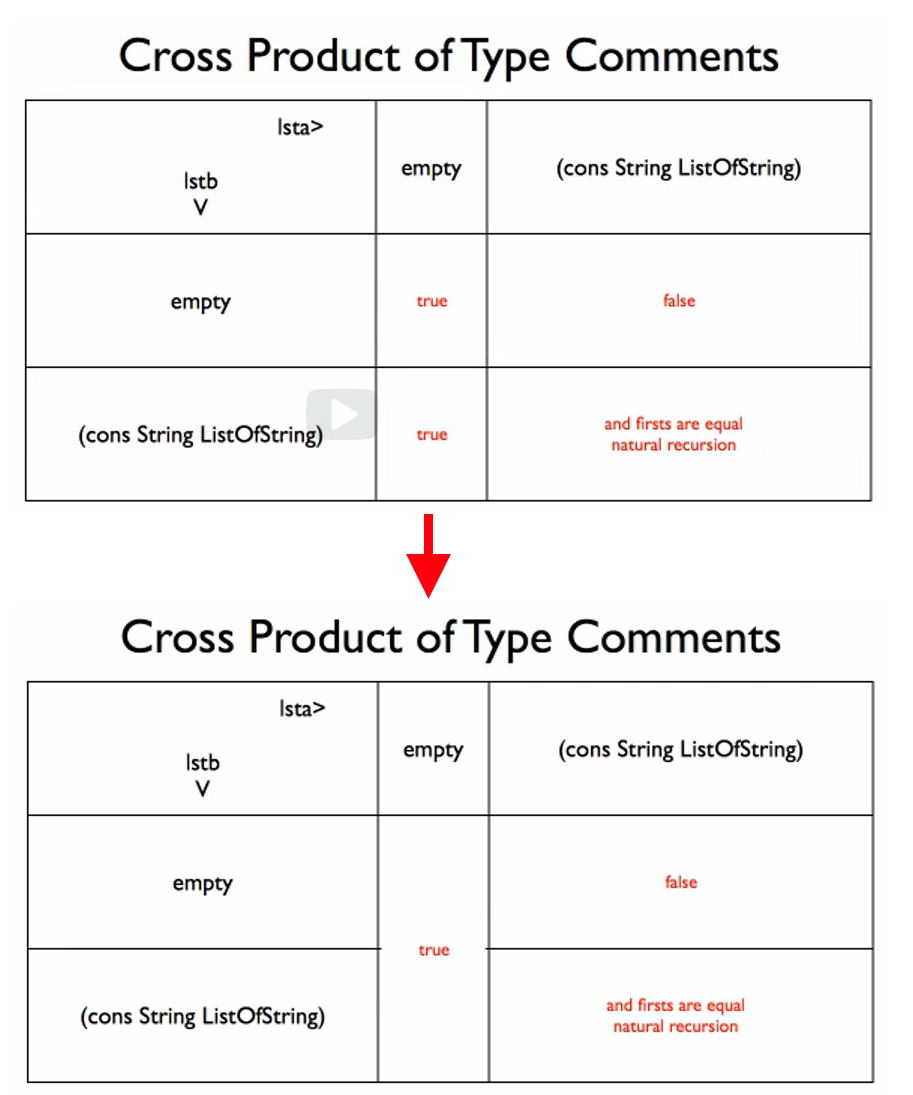 Cross Product of Type Comments
lsta>
lstb
V
empty
(cons String ListOfString)
empty
true
false
(cons String ListOfString)
true
and firsts are equal
natural recursion
Cross Product of Type Comments
lsta>
lstb
V
empty
(cons String ListOfString)
empty
false
true
(cons String ListOfString)
and firsts are equal
natural recursion